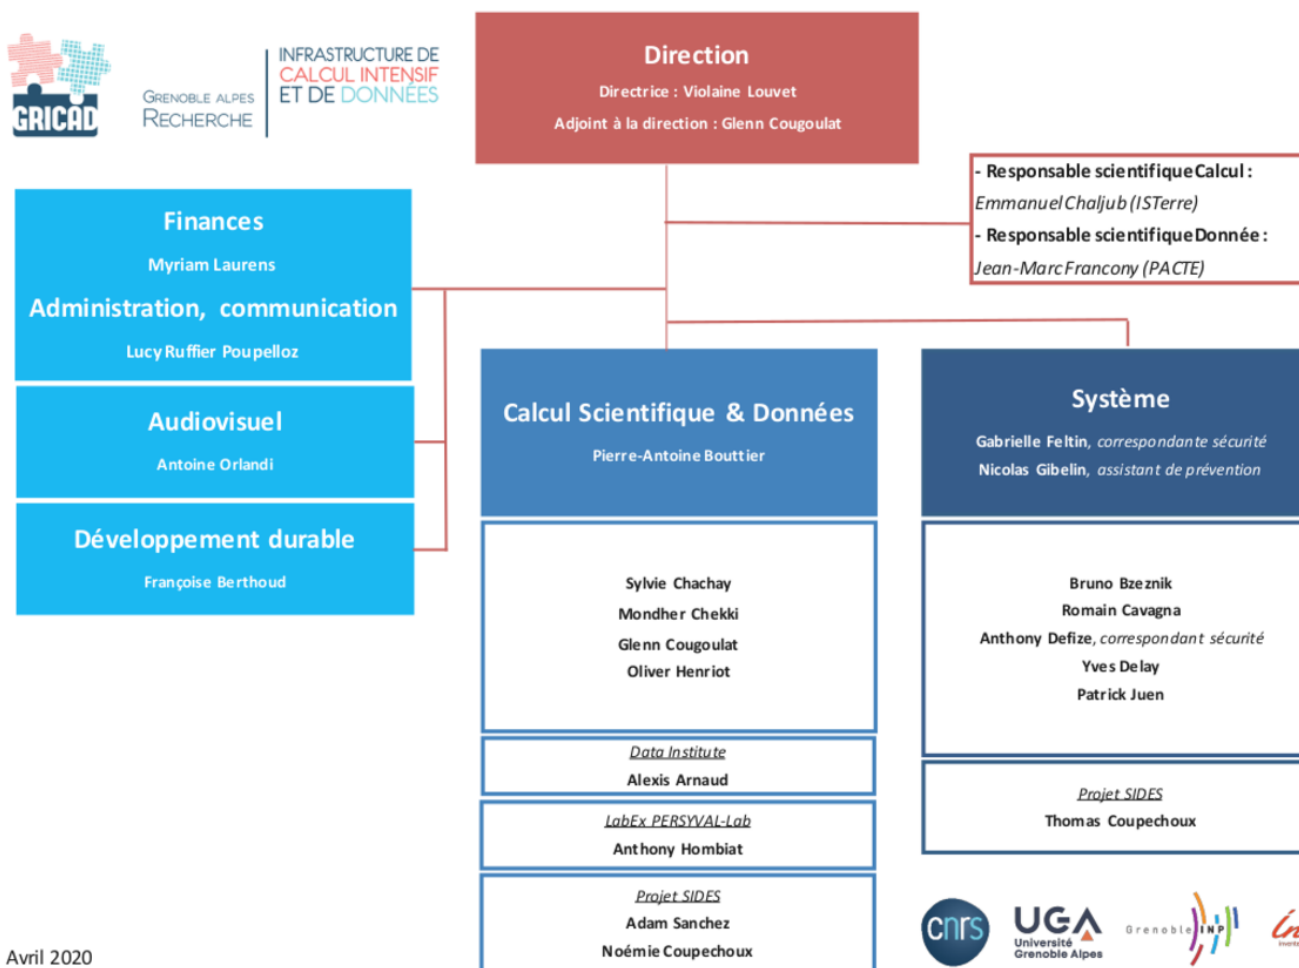 GRICAD
GRENOBLE ALPES
RECHERCHE
INFRASTRUCTURE DE
CALCUL INTENSIF
ET DE DONNÉES
Direction
Directrice : Violaine Louvet
Adjoint à la direction : Glenn Cougoulat
- Responsable scientifique Calcul :
Emmanuel Chaljub (ISTerre)
- Responsable scientifique Donnée :
Jean-Marc Francony (PACTE)
Finances
Myriam Laurens
Administration, communication
Lucy Ruffier Poupelloz
Audiovisuel
Antoine Orlandi
Développement durable
Françoise Berthoud
Calcul Scientifique & Données
Pierre-Antoine Bouttier
Sylvie Chachay
Mondher Chekki
Glenn Cougoulat
Oliver Henriot
Data Institute
Alexis Arnaud
LabEx PERSYVAL-Lab
Anthony Hombiat
Projet SIDES
Adam Sanchez
Noémie Coupechoux
Système
Gabrielle Feltin, correspondante sécurité
Nicolas Gibelin, assistant de prévention
Bruno Bzeznik
Romain Cavagna
Anthony Defize, correspondant sécurité
Yves Delay
Patrick Juen
Projet SIDES
Thomas Coupechoux
cnrs
UGA
Université
Grenoble Alpes
Grenoble INP
Avril 2020